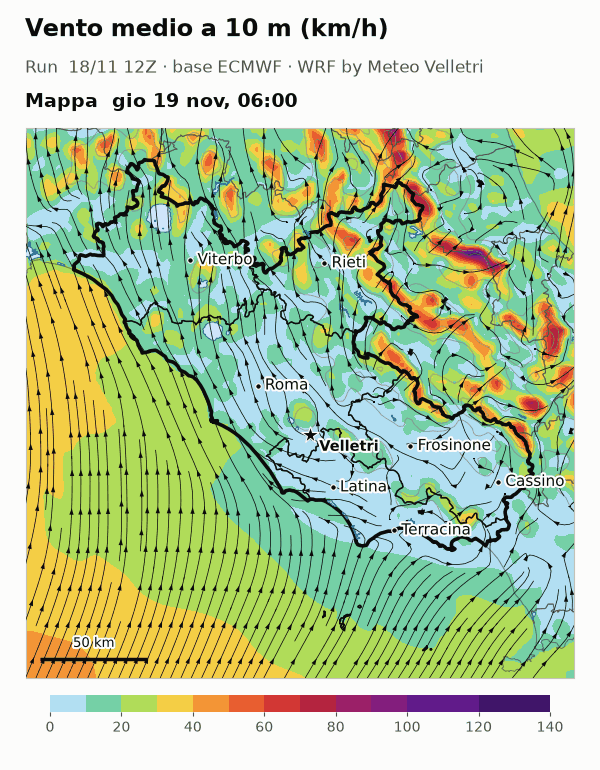 Vento medio a 10 m (km/h)
Run 18/11 12Z · base ECMWF · WRF by Meteo Velletri
Mappa gio 19 nov, 06:00
Viterbo
Rieti
Roma
Velletri
Frosinone
Cassino
Latina
Terracina
50 km
0 20 40 60 80 100 120 140